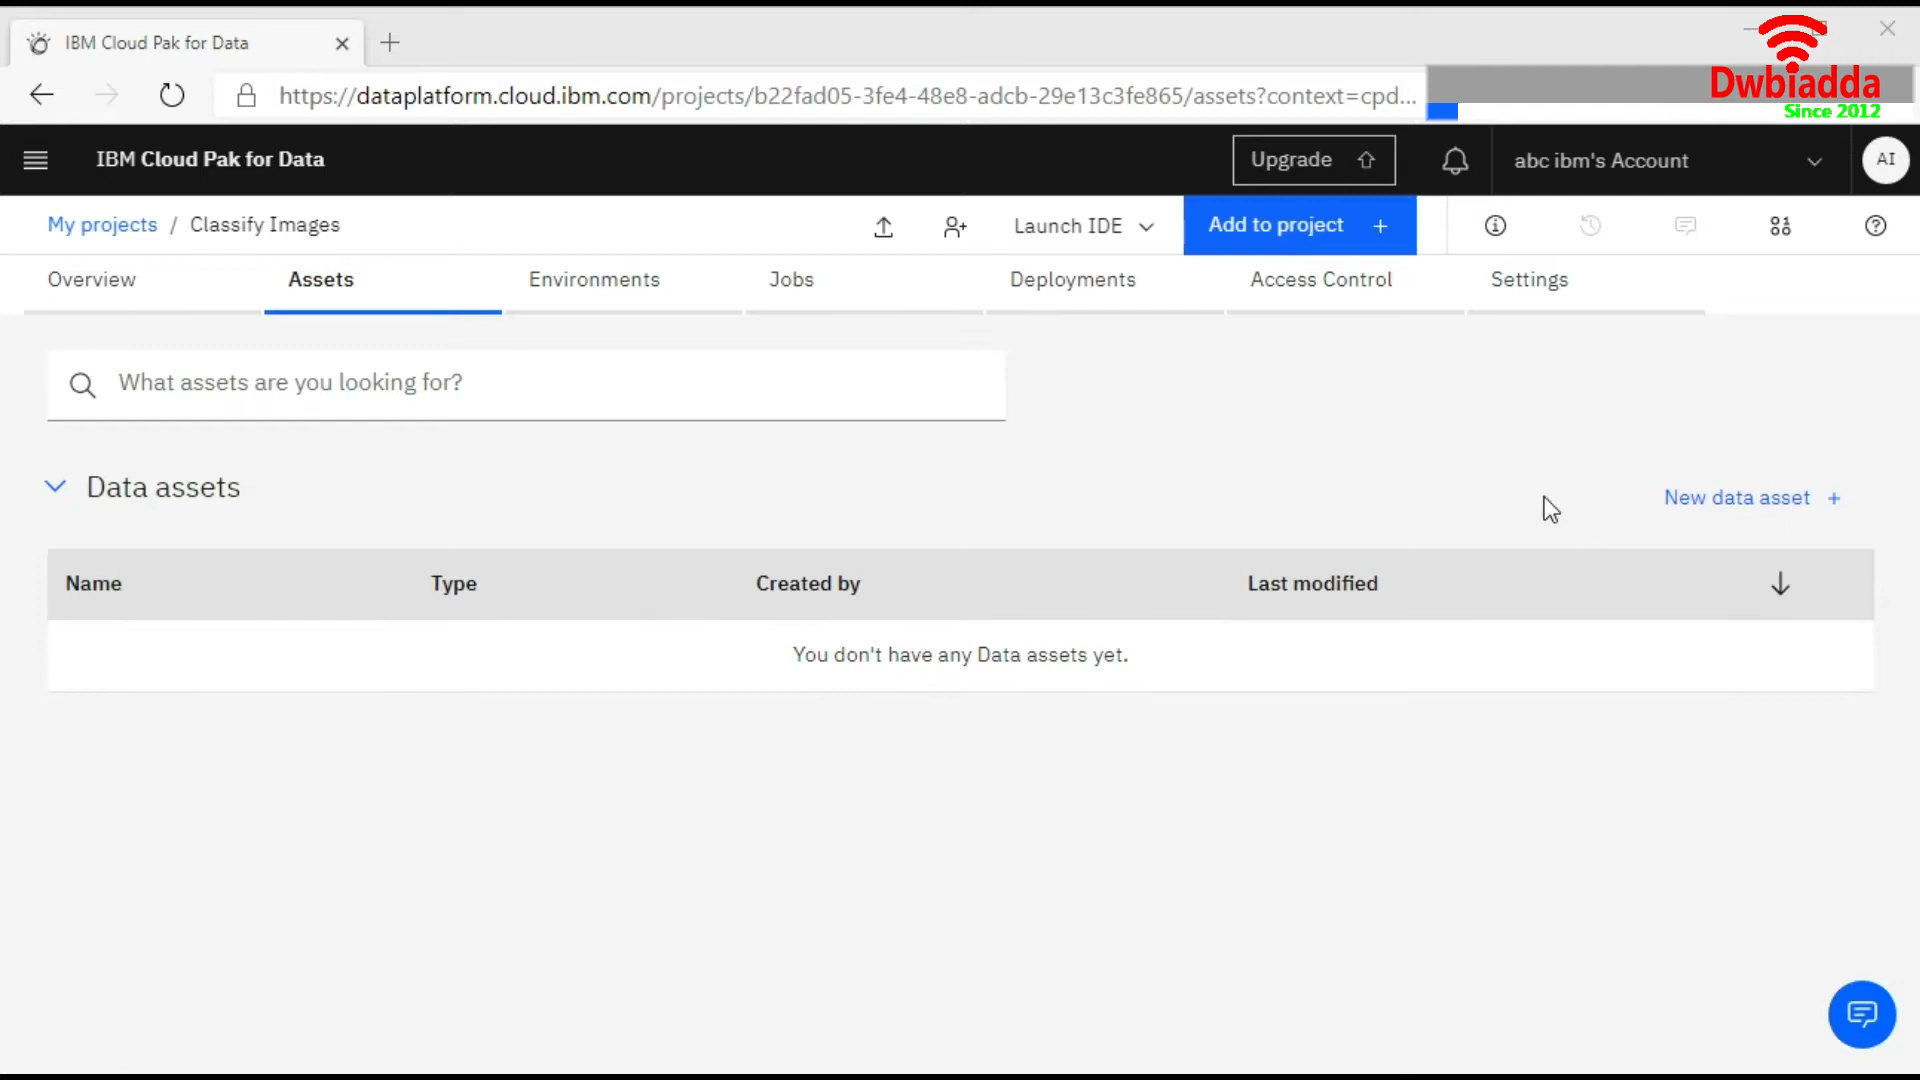 IBM Cloud Pak for Data
https://dataplatform.cloud.ibm.com/projects/b22fad05-3fe4-48e8-adcb-29e13c3fe865/assets?context=cpd...
Dwbiadda
Since 2012
IBM Cloud Pak for Data
Upgrade
abc ibm's Account
AI
My projects / Classify Images
Launch IDE
Add to project +
Overview
Assets
Environments
Jobs
Deployments
Access Control
Settings
What assets are you looking for?
Data assets
New data asset +
Name
Type
Created by
Last modified
You don't have any Data assets yet.